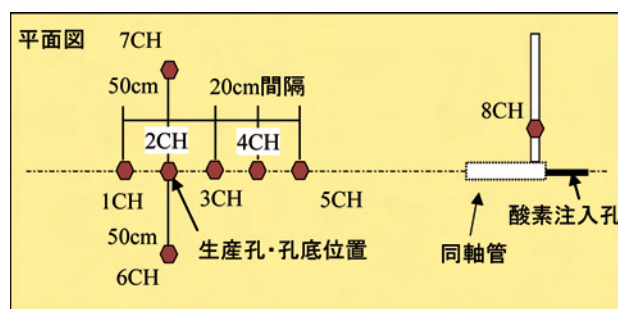 平面図
7CH
50cm
20cm間隔
2CH
4CH
8CH
1CH
3CH
5CH
酸素注入孔
50cm
生産孔・孔底位置
同軸管
6CH